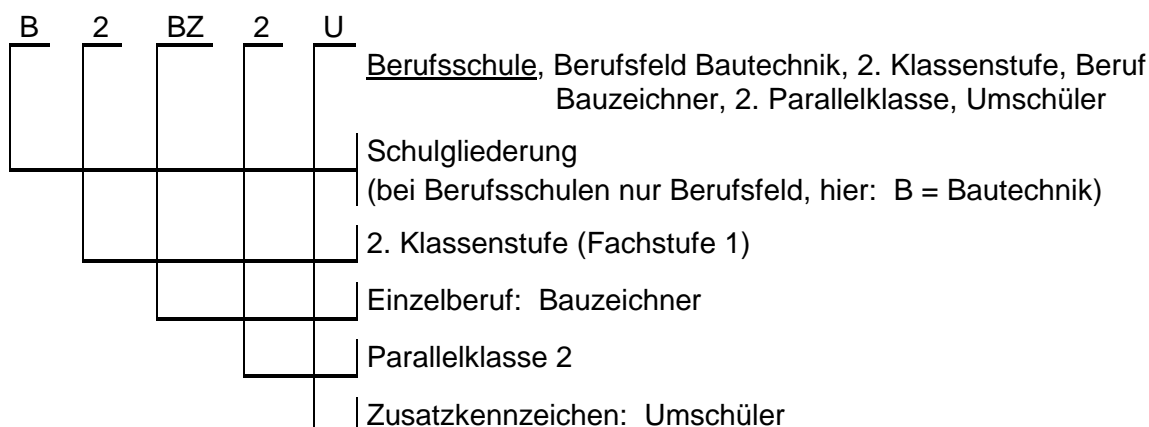 B 2 BZ 2 U
Berufsschule, Berufsfeld Bautechnik, 2. Klassenstufe, Beruf
Bauzeichner, 2. Parallelklasse, Umschüler
Schulgliederung
(bei Berufsschulen nur Berufsfeld, hier: B = Bautechnik)
2. Klassenstufe (Fachstufe 1)
Einzelberuf: Bauzeichner
Parallelklasse 2
Zusatzkennzeichen: Umschüler